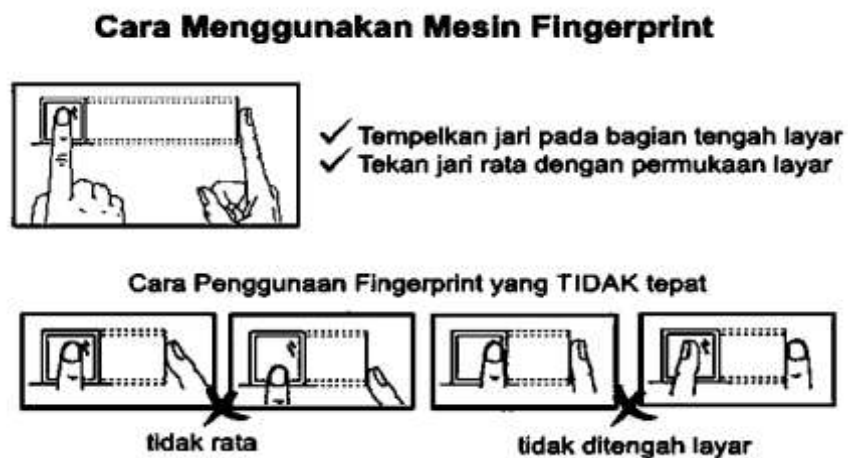 Cara Menggunakan Mesin Fingerprint
✓ Tempelkan jari pada bagian tengah layar
✓ Tekan jari rata dengan permukaan layar
Cara Penggunaan Fingerprint yang TIDAK tepat
tidak rata
tidak ditengah layar